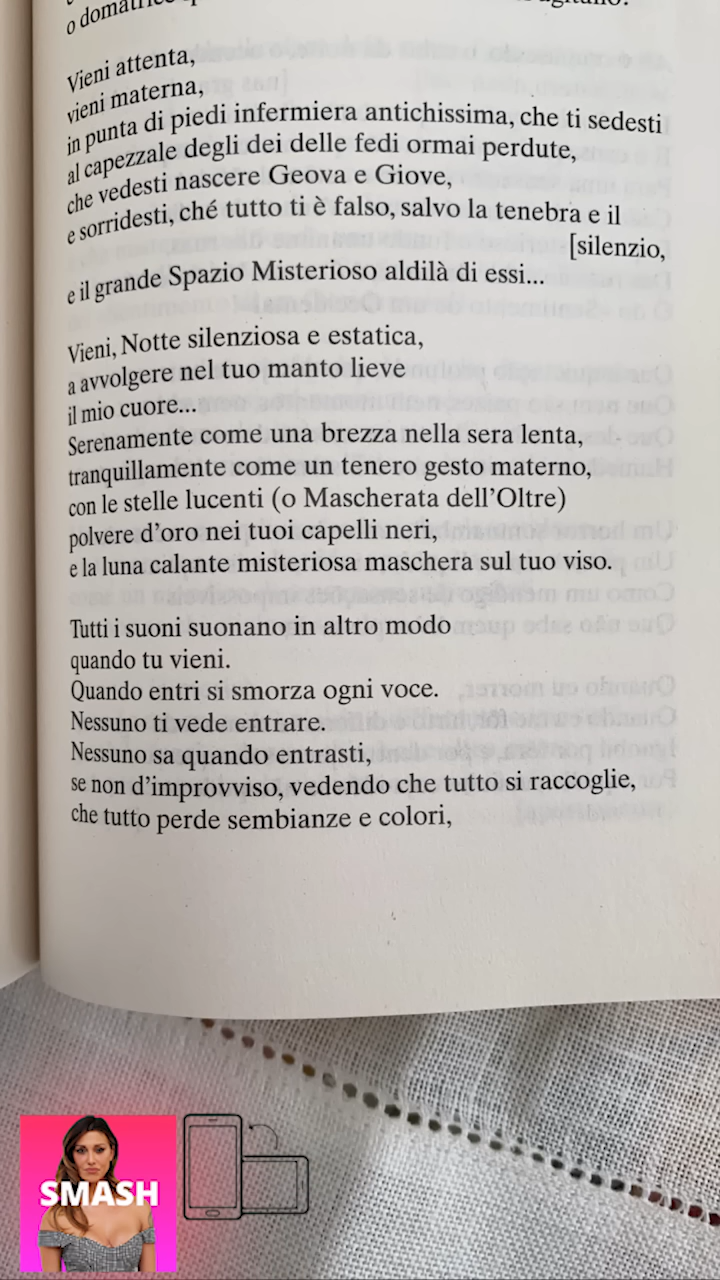 o domatrice
Vieni attenta,
vieni materna,
in punta di piedi infermiera antichissima, che ti sedesti
al capezzale degli dei delle fedi ormai perdute,
che vedesti nascere Geova e Giove,
e sorridesti, ché tutto ti è falso, salvo la tenebra e il
[silenzio,
e il grande Spazio Misterioso aldilà di essi...
Vieni, Notte silenziosa e estatica,
a avvolgere nel tuo manto lieve
il mio cuore...
Serenamente come una brezza nella sera lenta,
tranquillamente come un tenero gesto materno,
con le stelle lucenti (o Mascherata dell'Oltre)
polvere d'oro nei tuoi capelli neri,
e la luna calante misteriosa maschera sul tuo viso.
Tutti i suoni suonano in altro modo
quando tu vieni.
Quando entri si smorza ogni voce.
Nessuno ti vede entrare.
Nessuno sa quando entrasti,
se non d'improvviso, vedendo che tutto si raccoglie,
che tutto perde sembianze e colori,
SMASH